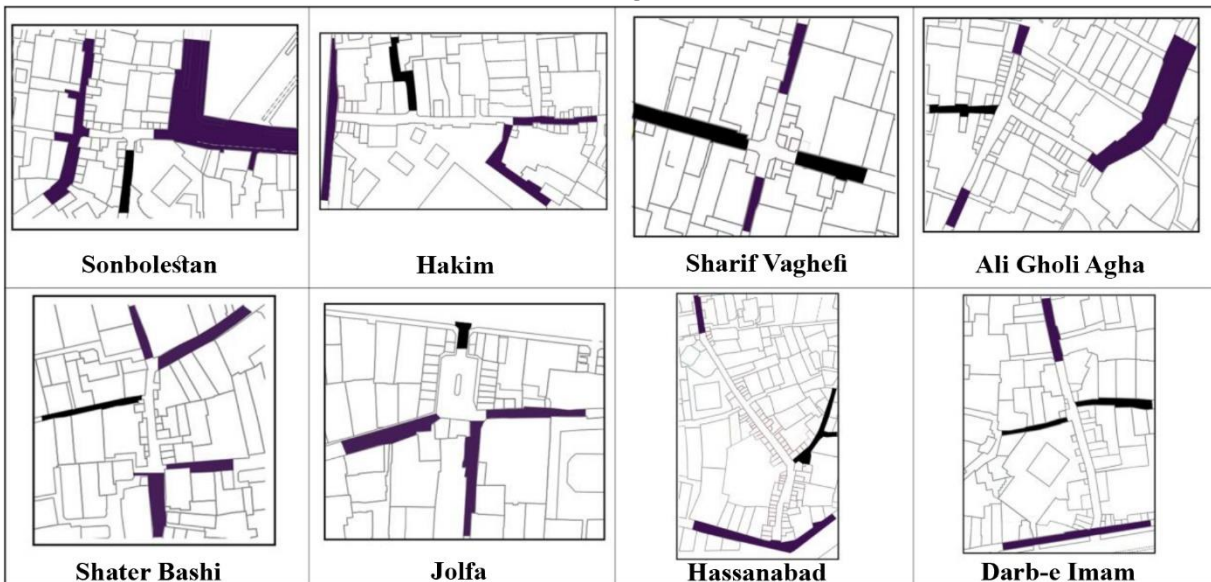 Sonbolestan
Hakim
Sharif Vaghefi
Ali Gholi Agha
Shater Bashi
Jolfa
Hassanabad
Darb-e Imam